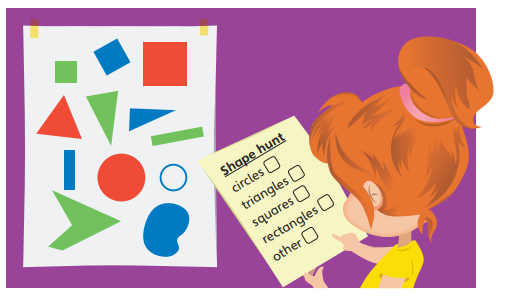 Shape hunt
circles
triangles
squares
rectangles
other